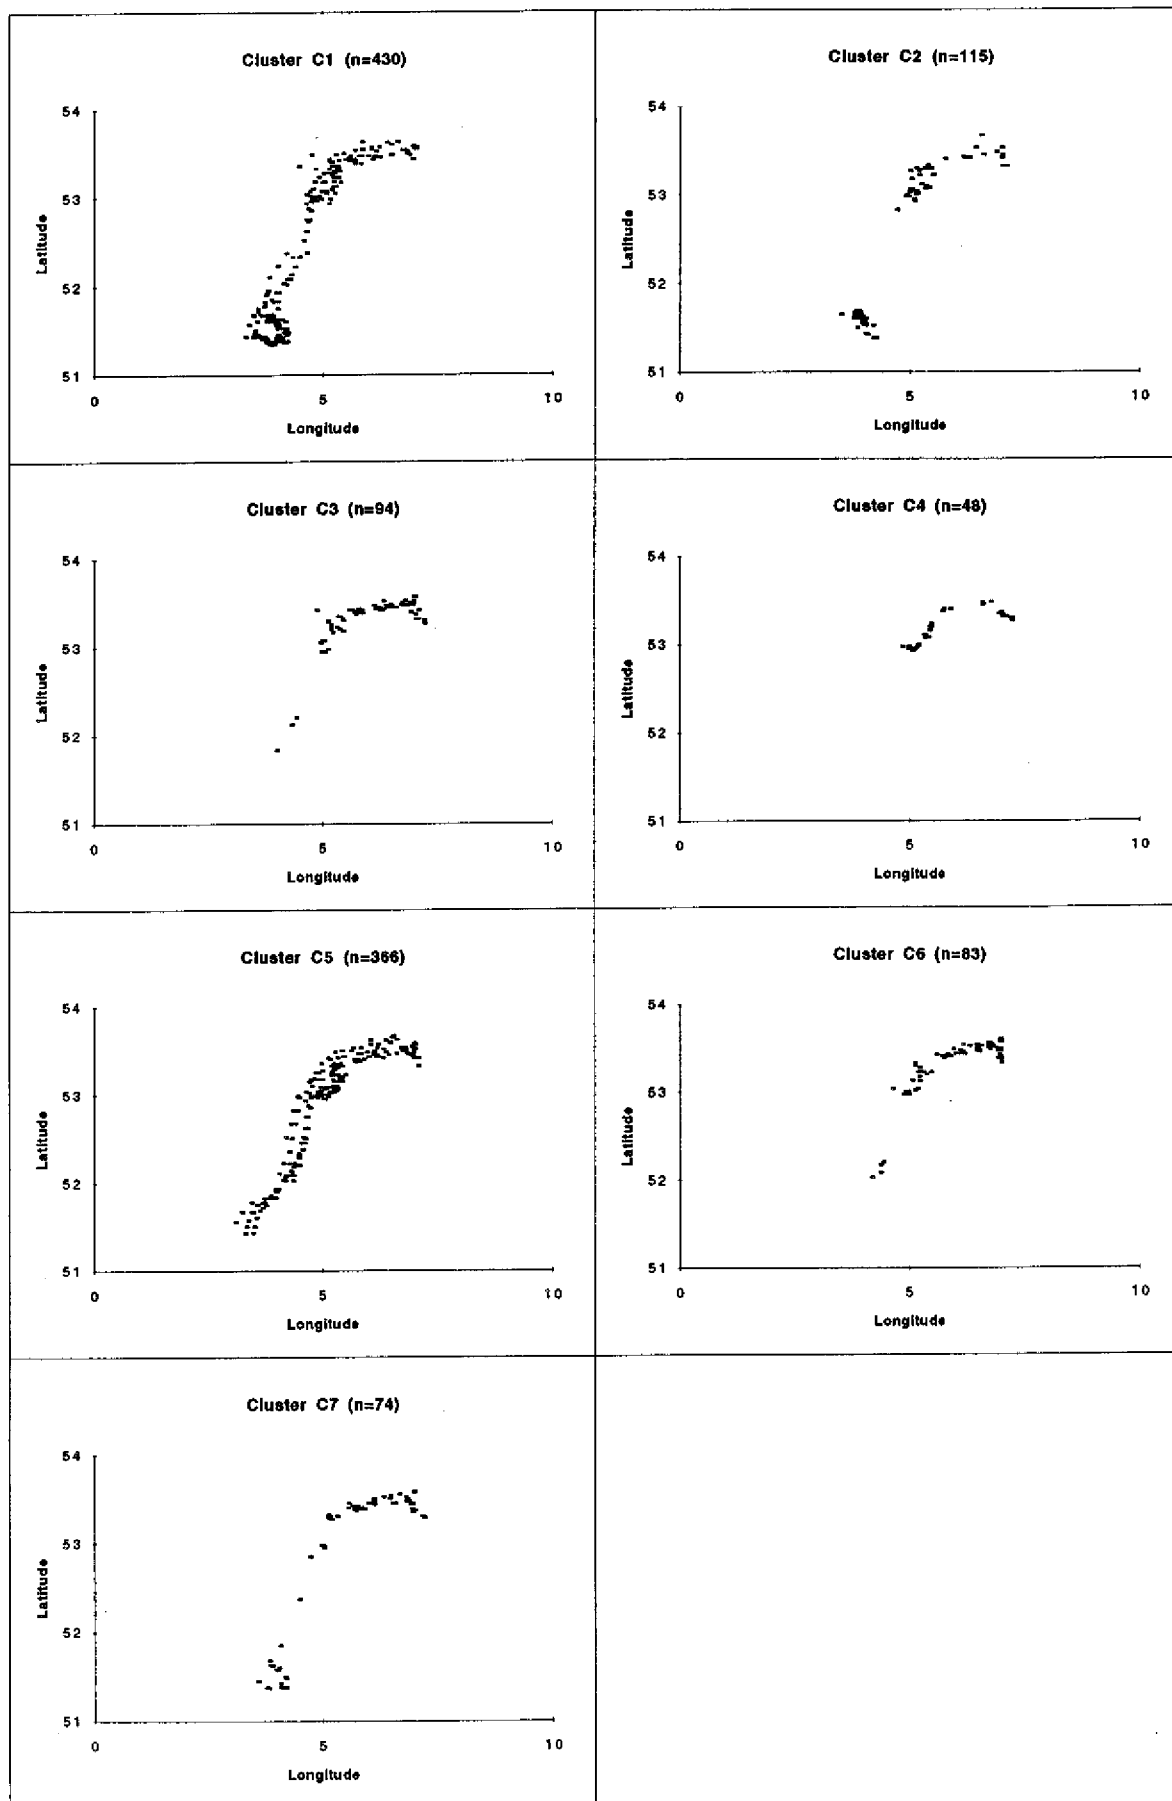 Cluster C1 (n=430)
54
53
52
51
Latitude
0
5
10
Longitude
Cluster C2 (n=115)
54
53
52
51
Latitude
0
5
10
Longitude
Cluster C3 (n=94)
54
53
52
51
Latitude
0
5
10
Longitude
Cluster C4 (n=48)
54
53
52
51
Latitude
0
5
10
Longitude
Cluster C5 (n=366)
54
53
52
51
Latitude
0
5
10
Longitude
Cluster C6 (n=83)
54
53
52
51
Latitude
0
5
10
Longitude
Cluster C7 (n=74)
54
53
52
51
Latitude
0
5
10
Longitude